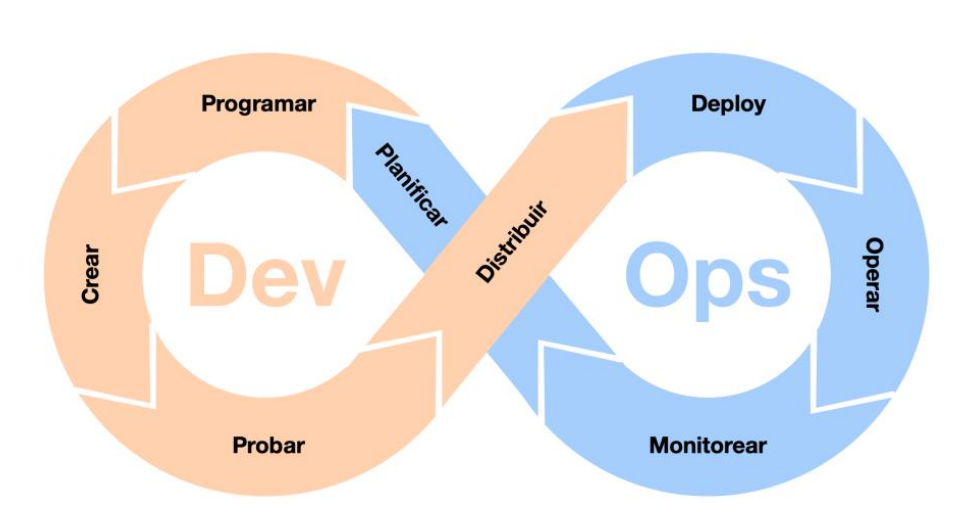 Programar
Planificar
Distribuir
Deploy
Crear
Dev
Ops
Operar
Probar
Monitorear